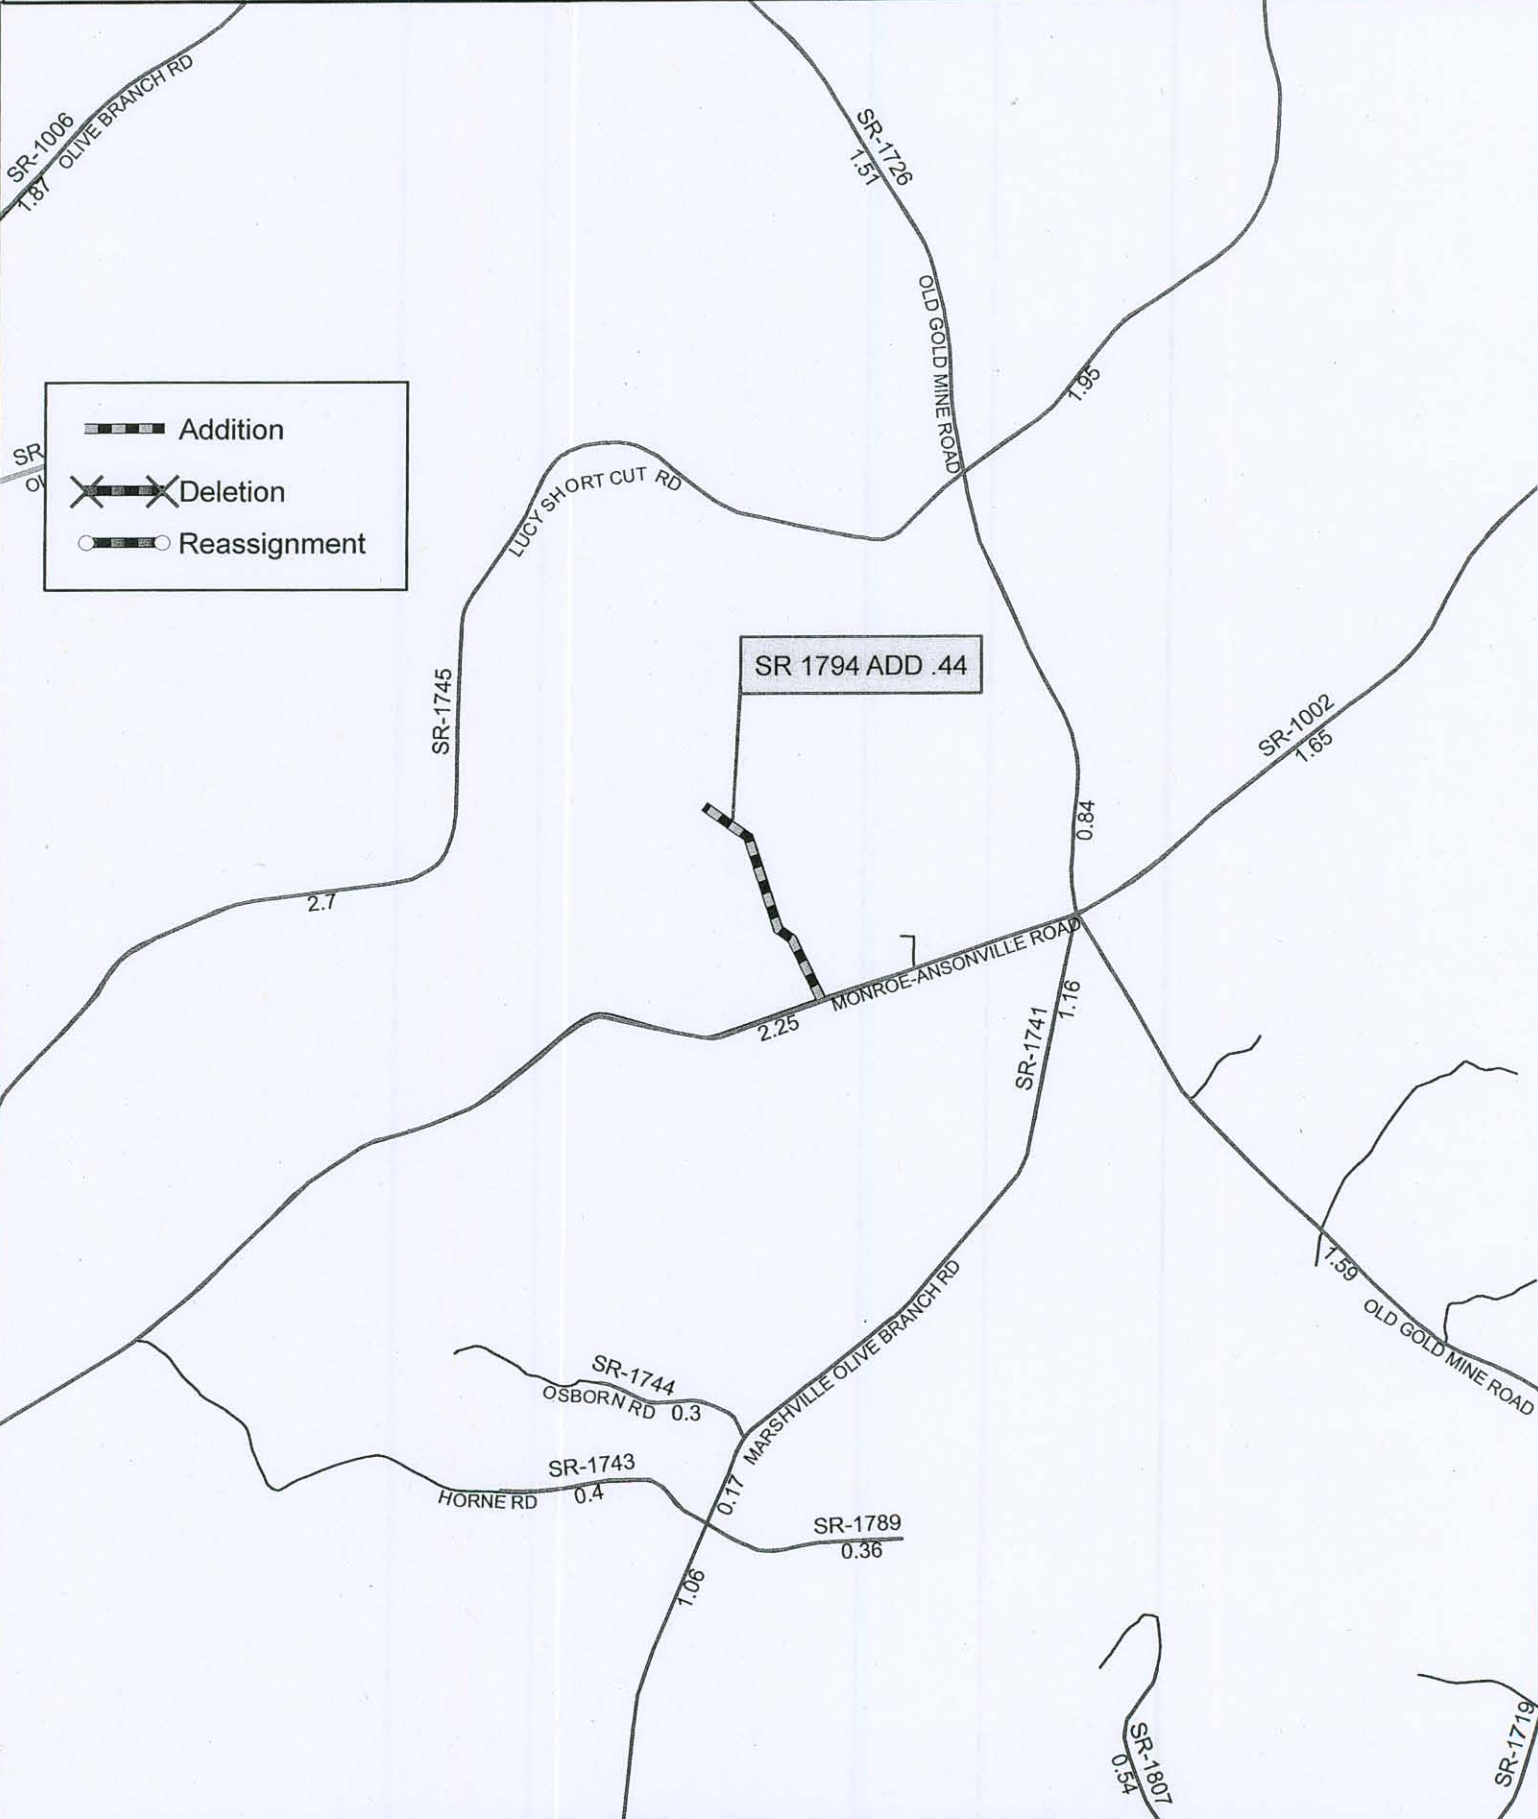 SR-1006
OLIVE BRANCH RD
1.87
SR-1726
1.51
OLD GOLD MINE ROAD
1.95
Addition
Deletion
Reassignment
SR
LUCY SHORT CUT RD
SR-1745
SR 1794 ADD .44
SR-1002
1.65
0.84
2.7
MONROE-ANSONVILLE ROAD
2.25
1.16
SR-1741
1.59
OLD GOLD MINE ROAD
MARSHVILLE OLIVE BRANCH RD
SR-1744
OSBORN RD 0.3
SR-1743
HORNE RD 0.4
0.17
SR-1789
0.36
1.06
SR-1807
0.54
SR-1719